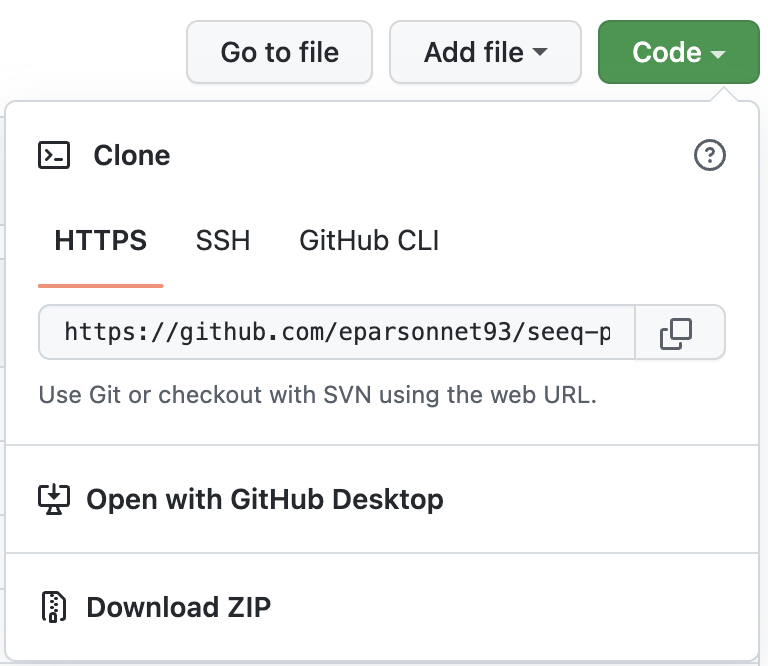 Go to file Add file Code
Clone
HTTPS SSH GitHub CLI
https://github.com/eparsonnet93/seeq-p
Use Git or checkout with SVN using the web URL.
Open with GitHub Desktop
Download ZIP